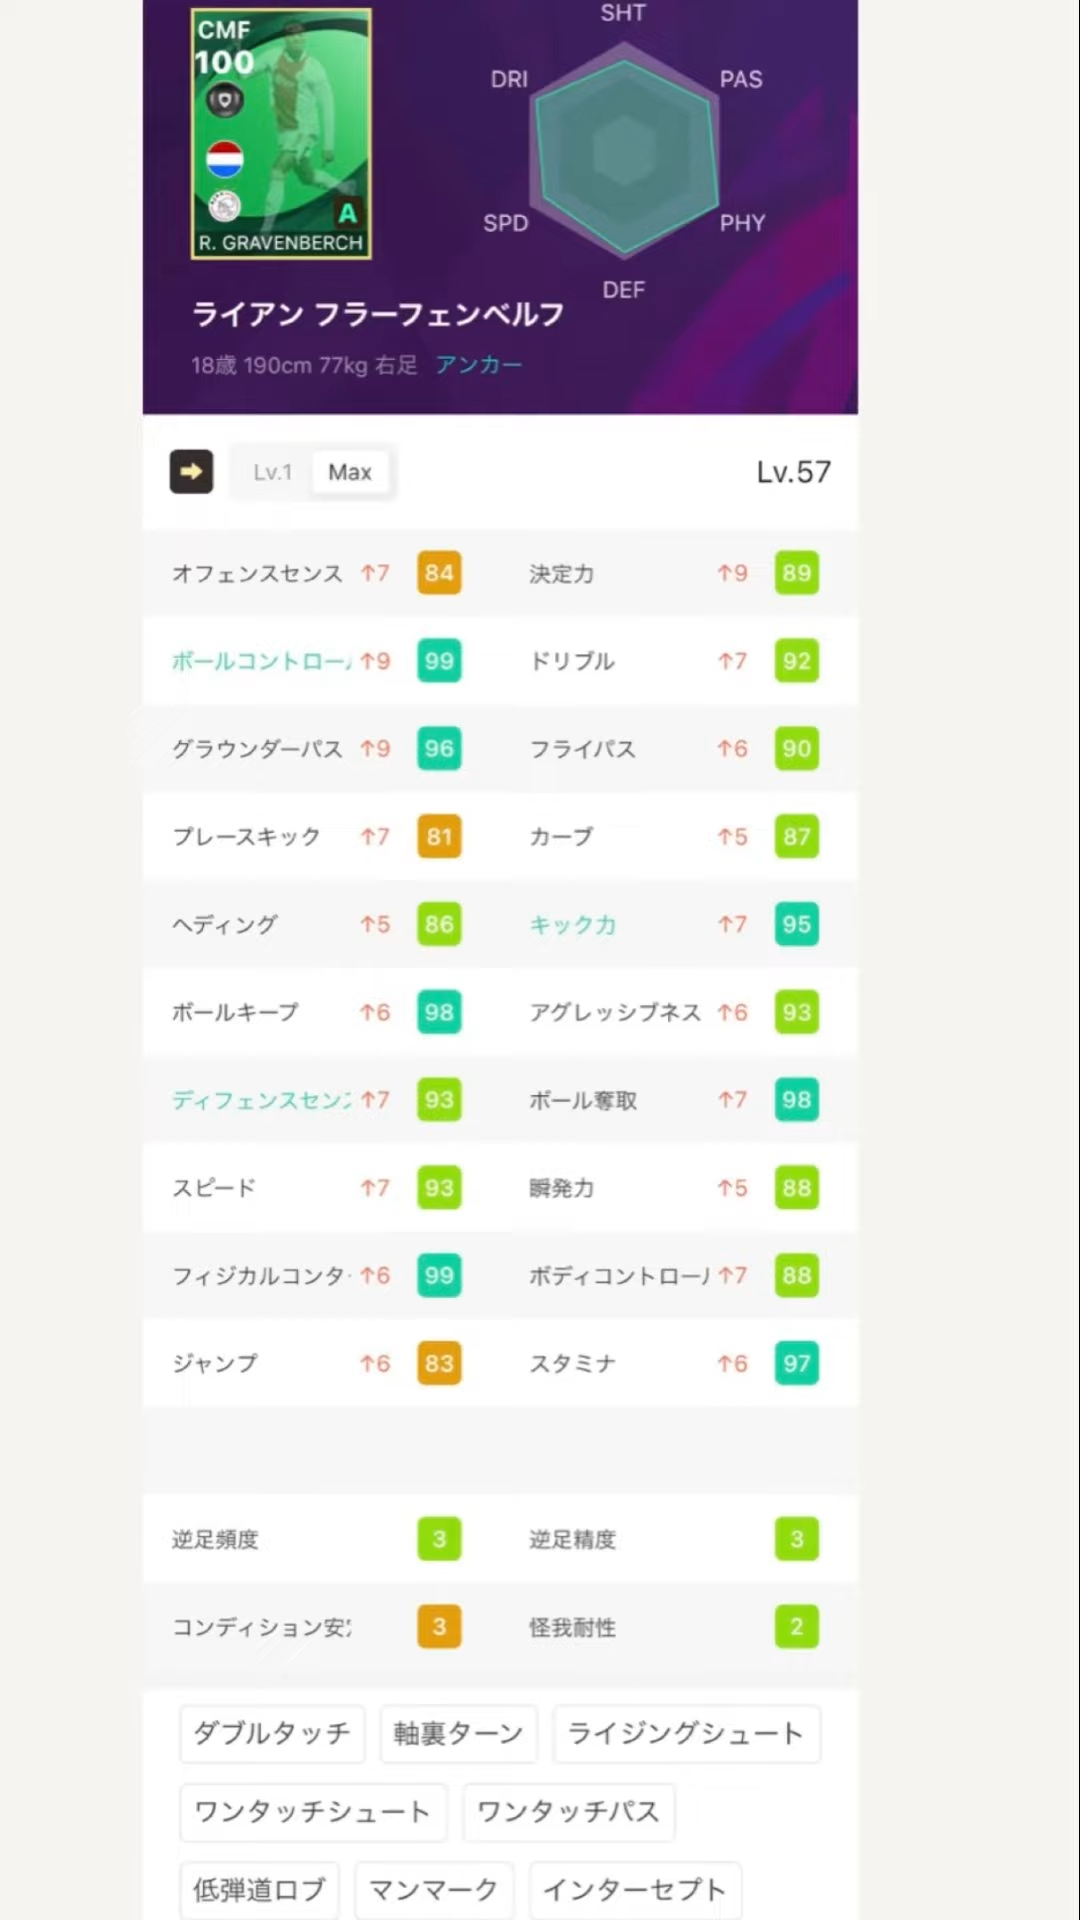 SHT
CMF
100
DRI
PAS
A
R. GRAVENBERCH
SPD
PHY
DEF
ライアン フラーフェンベルフ
18歳 190cm 77kg 右足 アンカー
Lv.1 Max
Lv.57
オフェンスセンス ↑7 84 決定力 ↑9 89
ボールコントロー ↑9 99 ドリブル ↑7 92
グラウンダーパス ↑9 96 フライパス ↑6 90
プレースキック ↑7 81 カーブ ↑5 87
ヘディング ↑5 86 キック力 ↑7 95
ボールキープ ↑6 98 アグレッシブネス ↑6 93
ディフェンスセン ↑7 93 ボール奪取 ↑7 98
スピード ↑7 93 瞬発力 ↑5 88
フィジカルコンタ ↑6 99 ボディコントロー ↑7 88
ジャンプ ↑6 83 スタミナ ↑6 97
逆足頻度 3 逆足精度 3
コンディション安 3 怪我耐性 2
ダブルタッチ 軸裏ターン ライジングシュート
ワンタッチシュート ワンタッチパス
低弾道ロブ マンマーク インターセプト